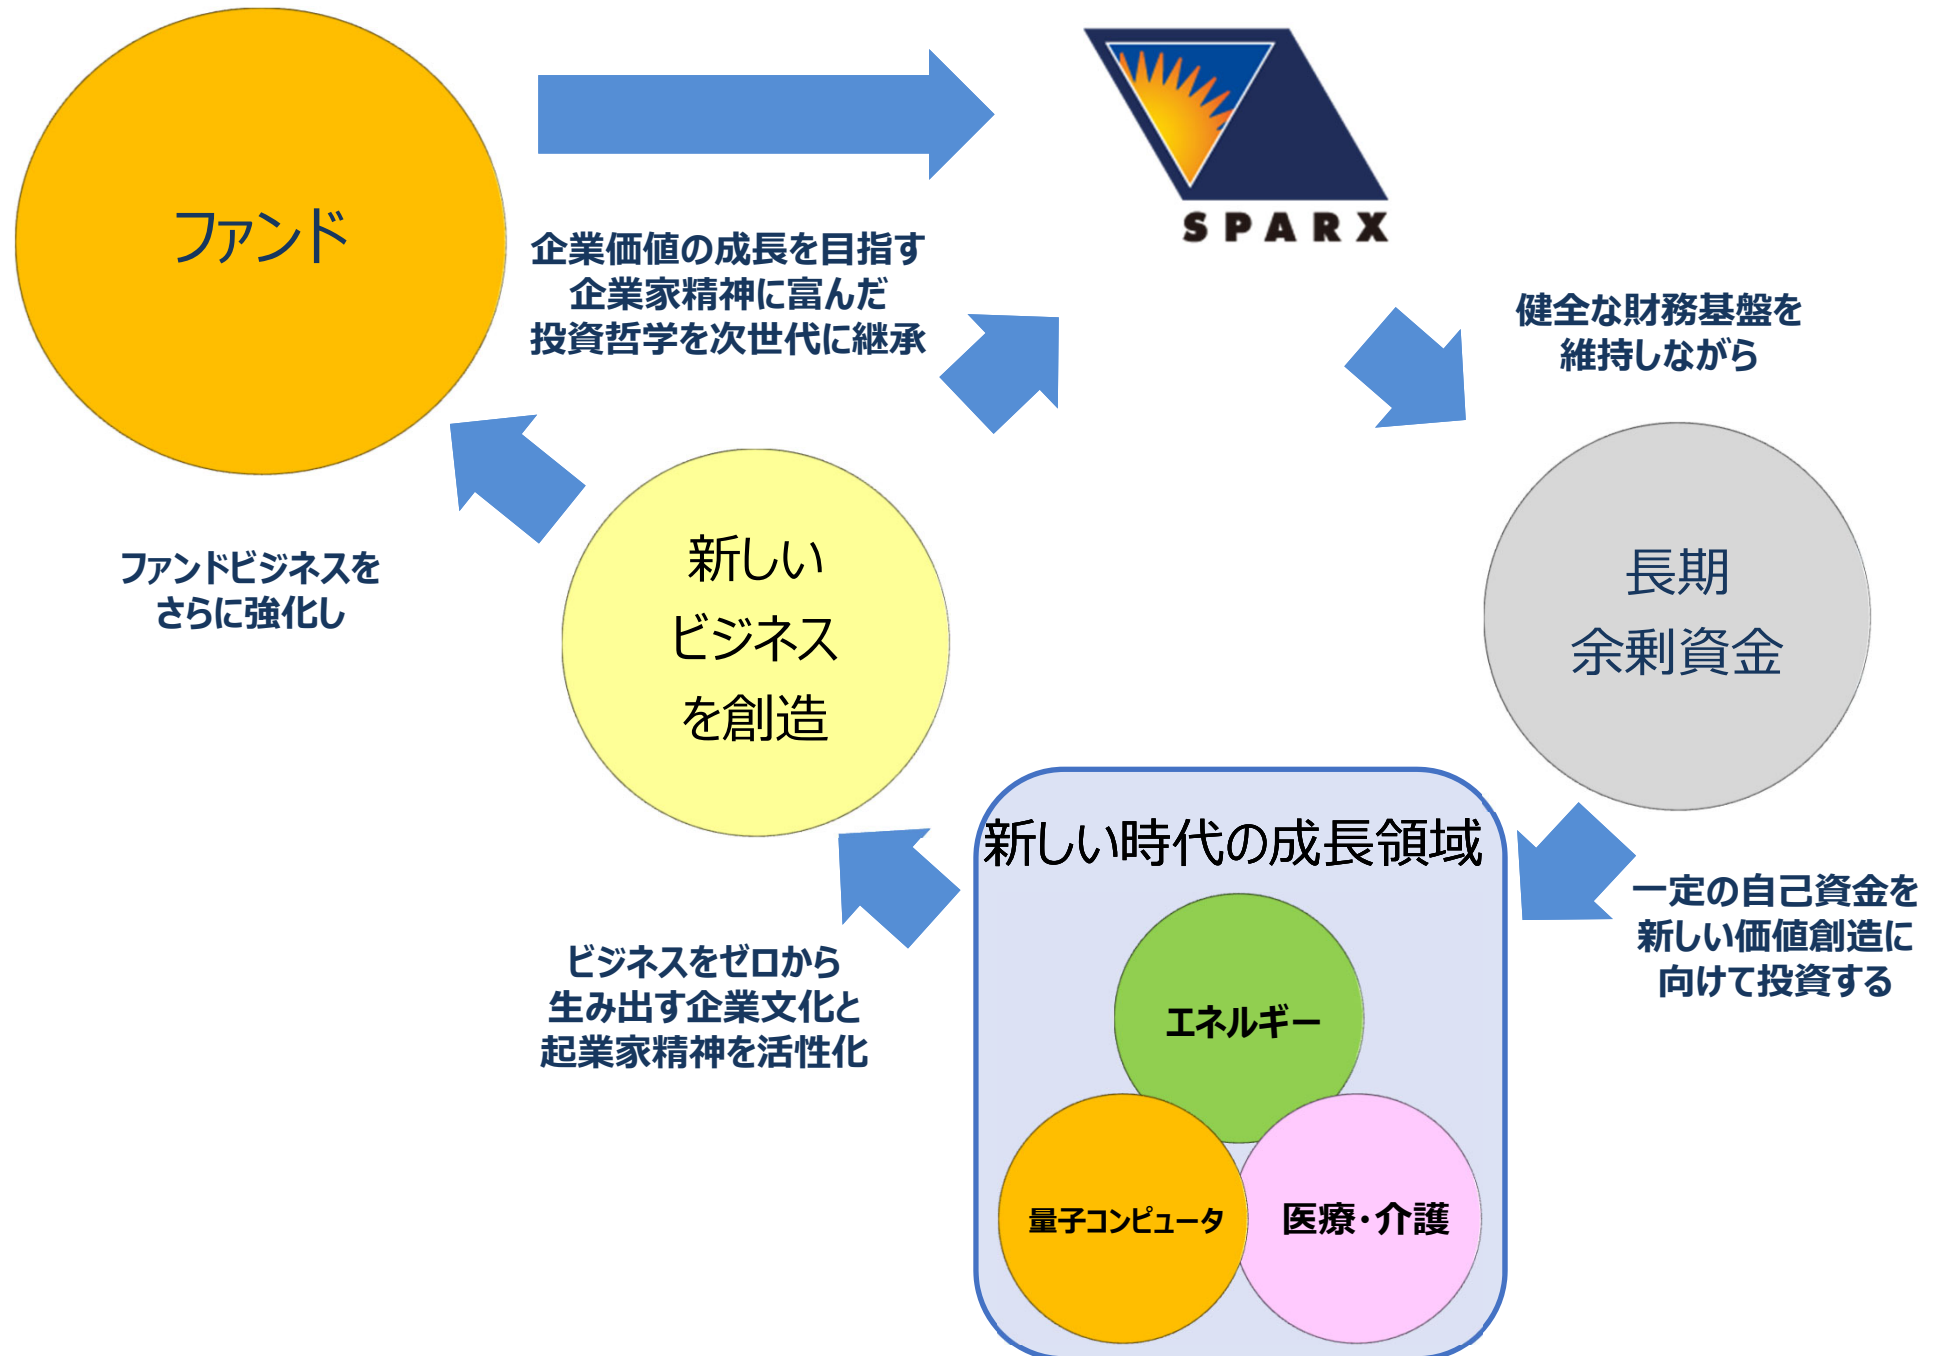 ファンド
SPARX
企業価値の成長を目指す
企業家精神に富んだ
投資哲学を次世代に継承
健全な財務基盤を
維持しながら
ファンドビジネスを
さらに強化し
新しい
ビジネス
を創造
長期
余剰資金
新しい時代の成長領域
一定の自己資金を
新しい価値創造に
向けて投資する
ビジネスをゼロから
生み出す企業文化と
起業家精神を活性化
エネルギー
量子コンピュータ
医療・介護